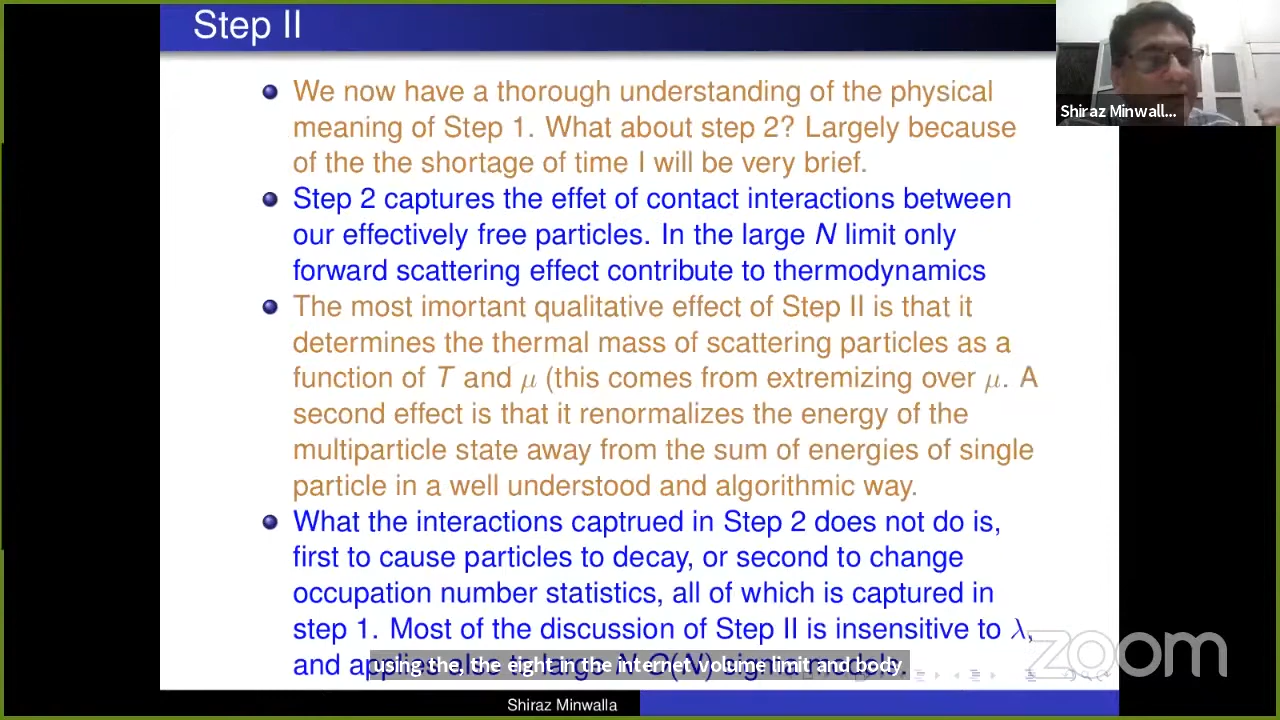 Step II
We now have a thorough understanding of the physical
meaning of Step 1. What about step 2? Largely because
of the the shortage of time I will be very brief.
Step 2 captures the effet of contact interactions between
our effectively free particles. In the large N limit only
forward scattering effect contribute to thermodynamics
The most imortant qualitative effect of Step II is that it
determines the thermal mass of scattering particles as a
function of T and μ (this comes from extremizing over μ. A
second effect is that it renormalizes the energy of the
multiparticle state away from the sum of energies of single
particle in a well understood and algorithmic way.
What the interactions captrued in Step 2 does not do is,
first to cause particles to decay, or second to change
occupation number statistics, all of which is captured in
step 1. Most of the discussion of Step II is insensitive to λ,
and applies also to large N O(N) sigma models.
using the, the eight in the internet volume limit and body
Shiraz Minwalla
Shiraz Minwall...
zoom